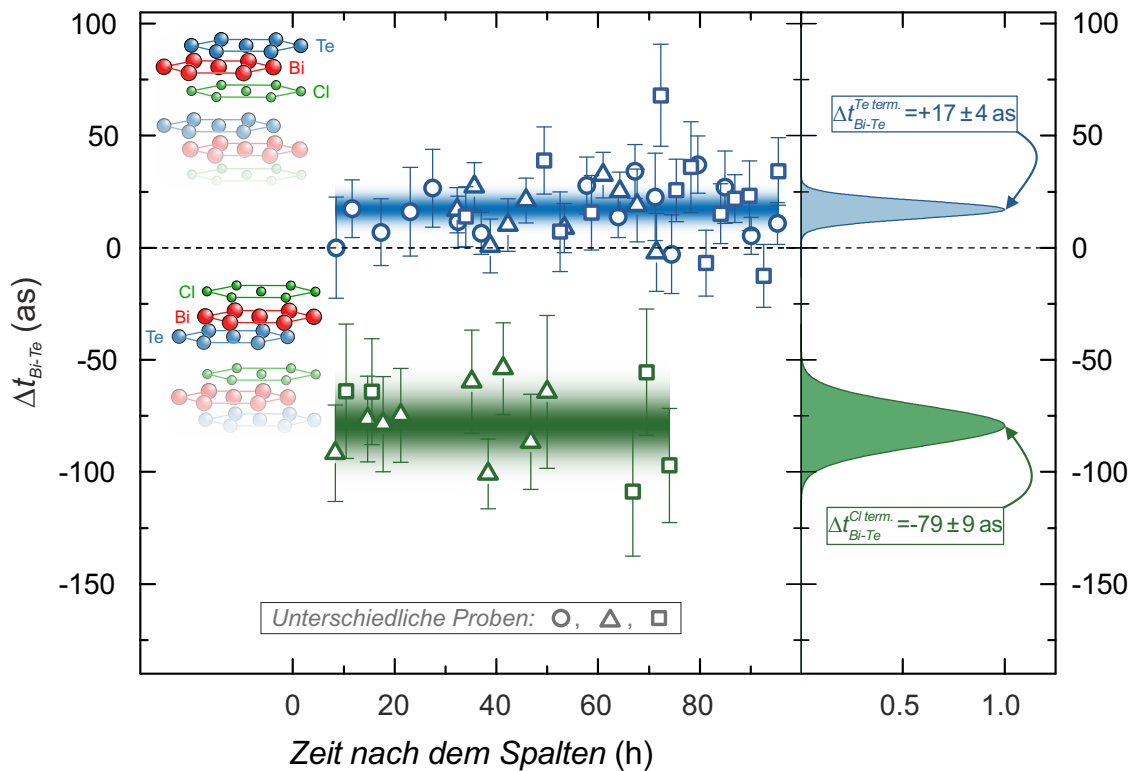 100
50
0
-50
-100
-150
Δt_Bi-Te (as)
Te
Bi
Cl
Cl
Bi
Te
Δt^Te term._Bi-Te =+17 ± 4 as
Δt^Cl term._Bi-Te =-79 ± 9 as
100
50
0
-50
-100
-150
Unterschiedliche Proben: ○, △, □
0 20 40 60 80
0.5 1.0
Zeit nach dem Spalten (h)